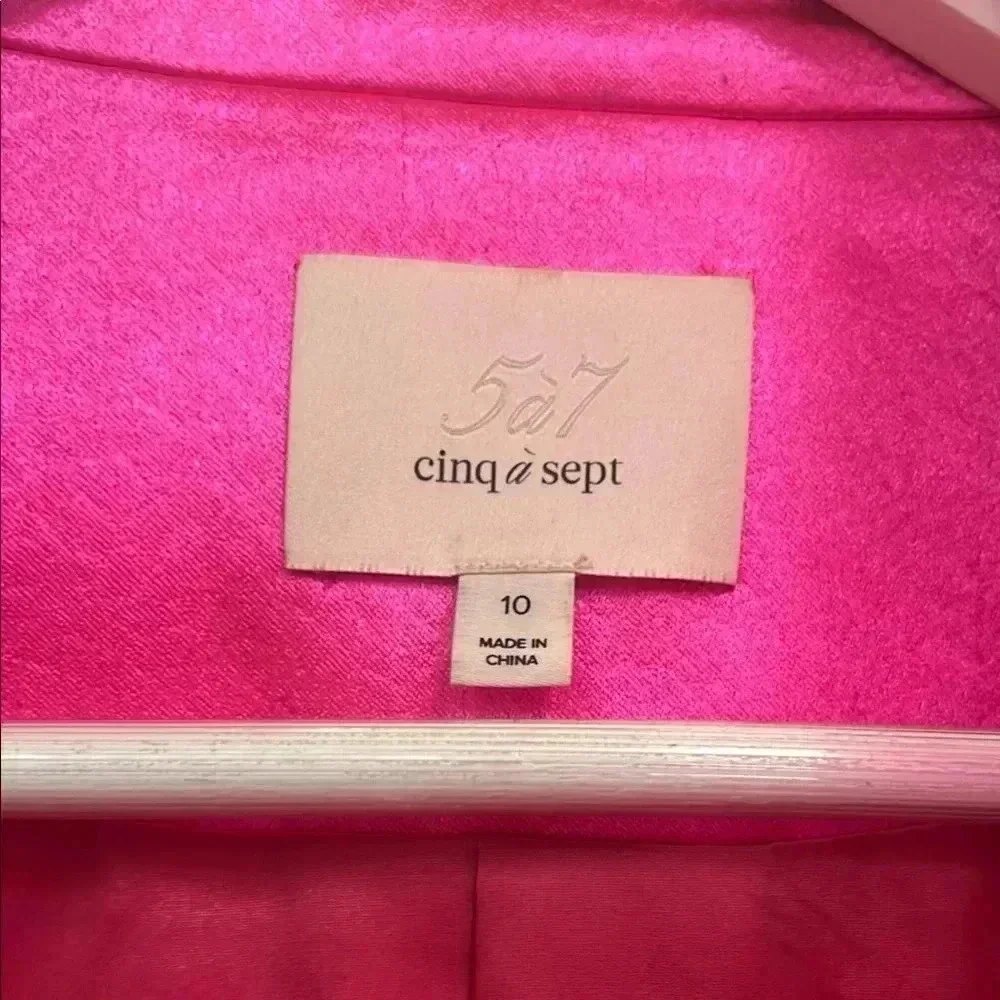 5à7
cinq à sept
10
MADE IN
CHINA